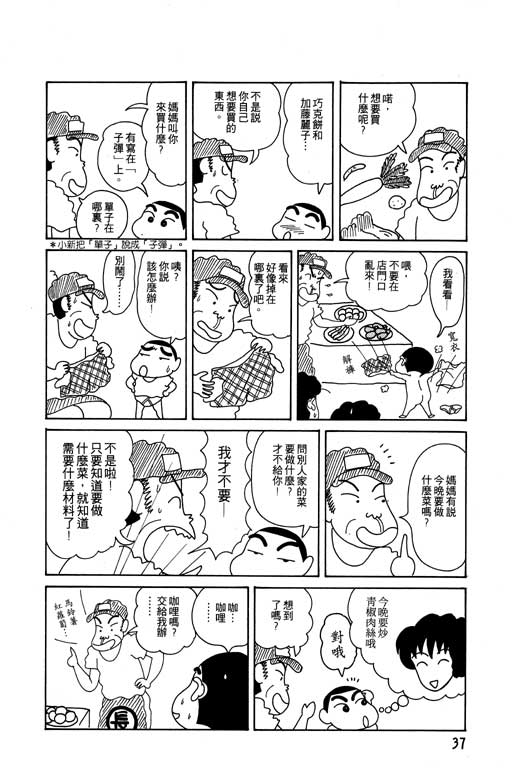 喏，
想要買
什麼呢？
巧克餅和
加藤麗子…
不是說
你自己
想要買的
東西。
媽媽叫你
來買什麼？
有寫在「
子彈」上。
單子在
哪裏？
＊小新把「單子」說成「子彈」。
我看看…
寬衣
臼
解褲
喂，
不要在
店門口
亂來！
看來
好像掉在
哪裏了吧。
咦？
你說
該怎麼辦！
別鬧了…
媽媽有說
今晚要做
什麼菜嗎？
問別人家的菜
要做什麼？
才不給你！
我才不要
不是啦！
只要知道要做
什麼菜，就知道
需要什麼材料了！
今晚要炒
青椒肉絲哦
對哦
想到
了嗎？
咖…
…咖哩
咖哩嗎？
交給我辦
……
馬鈴薯
紅蘿蔔…
長
37